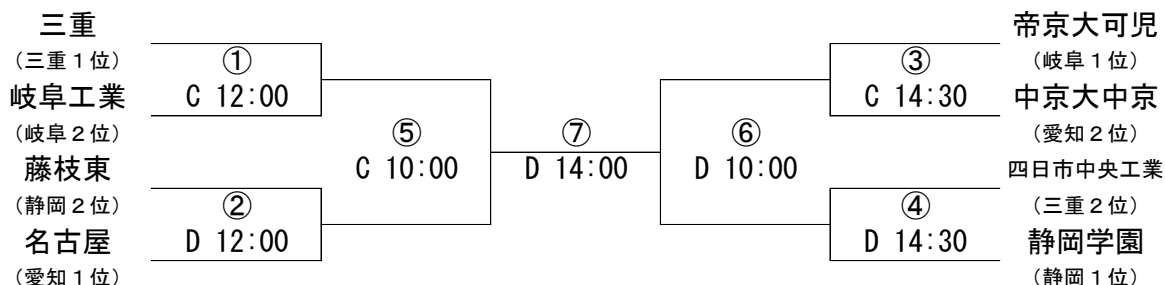 三重
(三重1位)
岐阜工業
(岐阜2位)
藤枝東
(静岡2位)
名古屋
(愛知1位)
①
C 12:00
②
D 12:00
⑤
C 10:00
⑦
D 14:00
⑥
D 10:00
③
C 14:30
④
D 14:30
帝京大可児
(岐阜1位)
中京大中京
(愛知2位)
四日市中央工業
(三重2位)
静岡学園
(静岡1位)